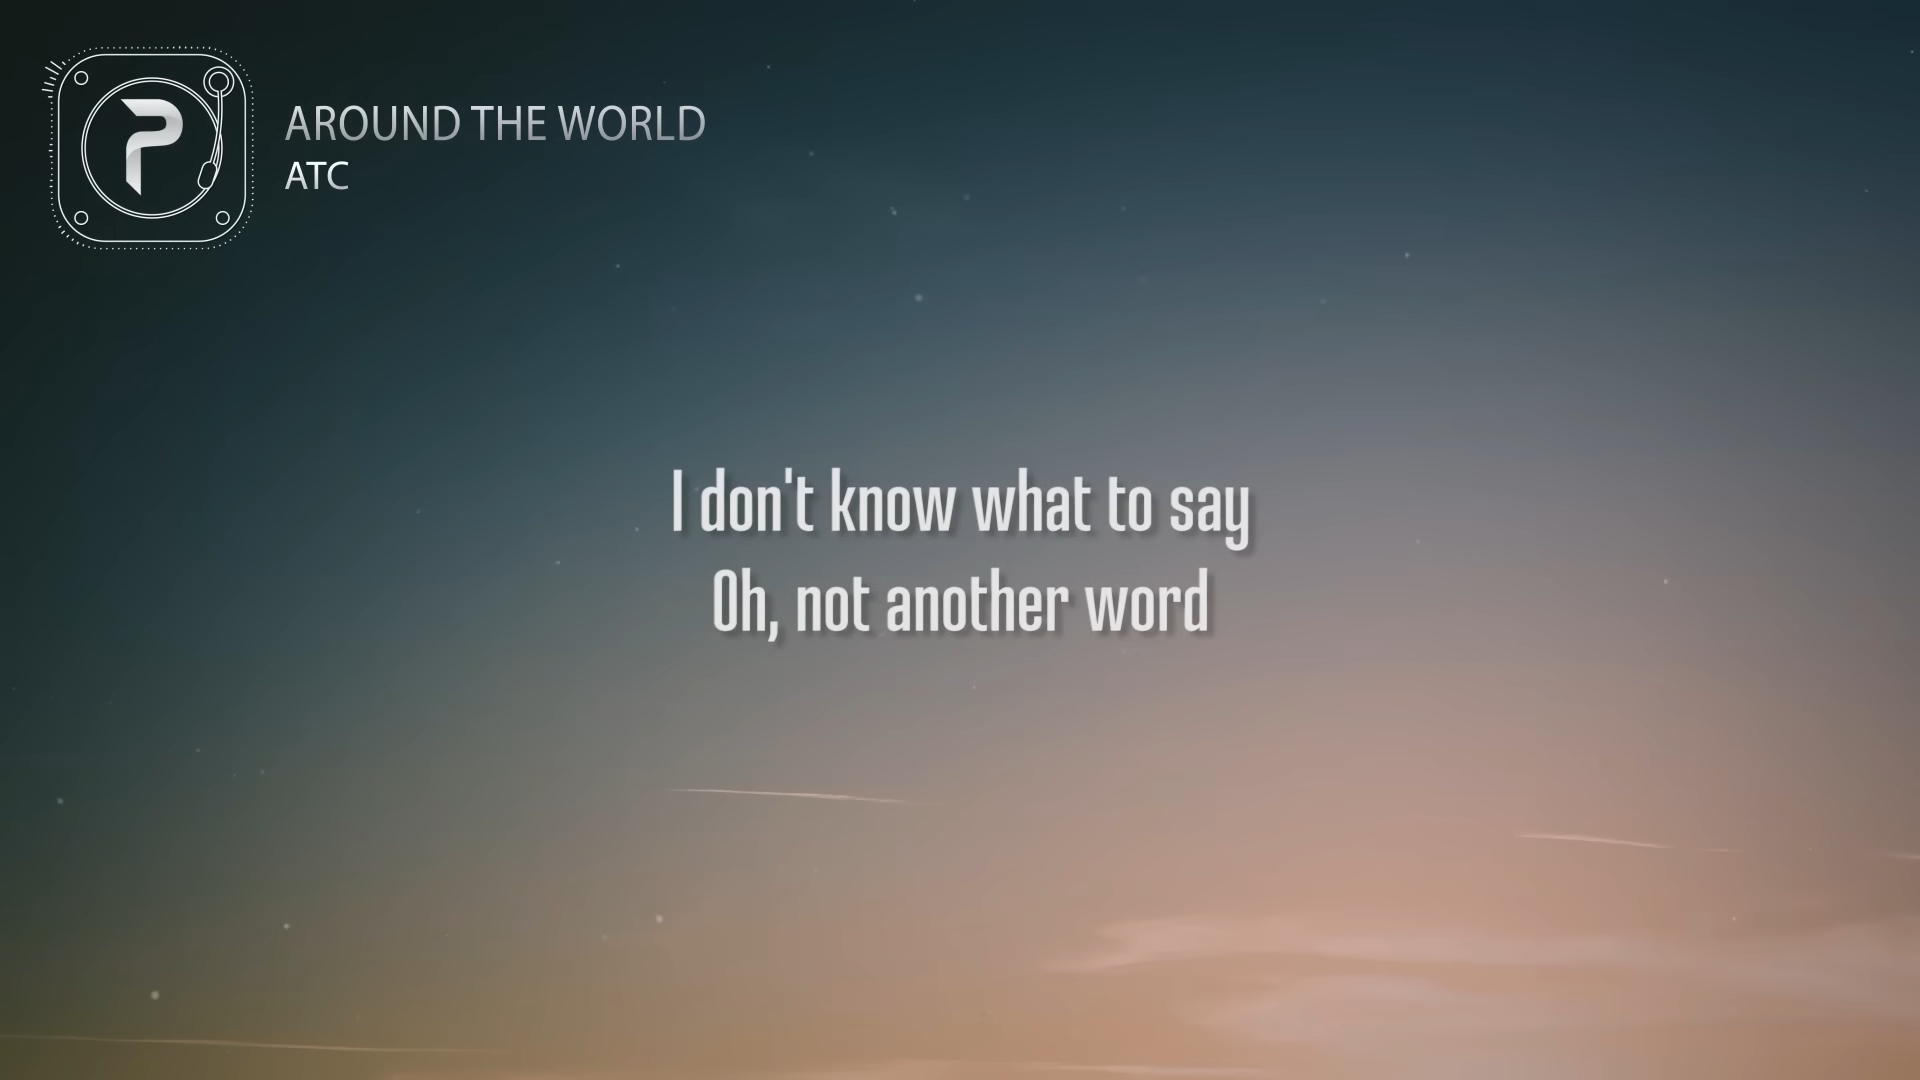 P
AROUND THE WORLD
ATC
I don't know what to say
Oh, not another word